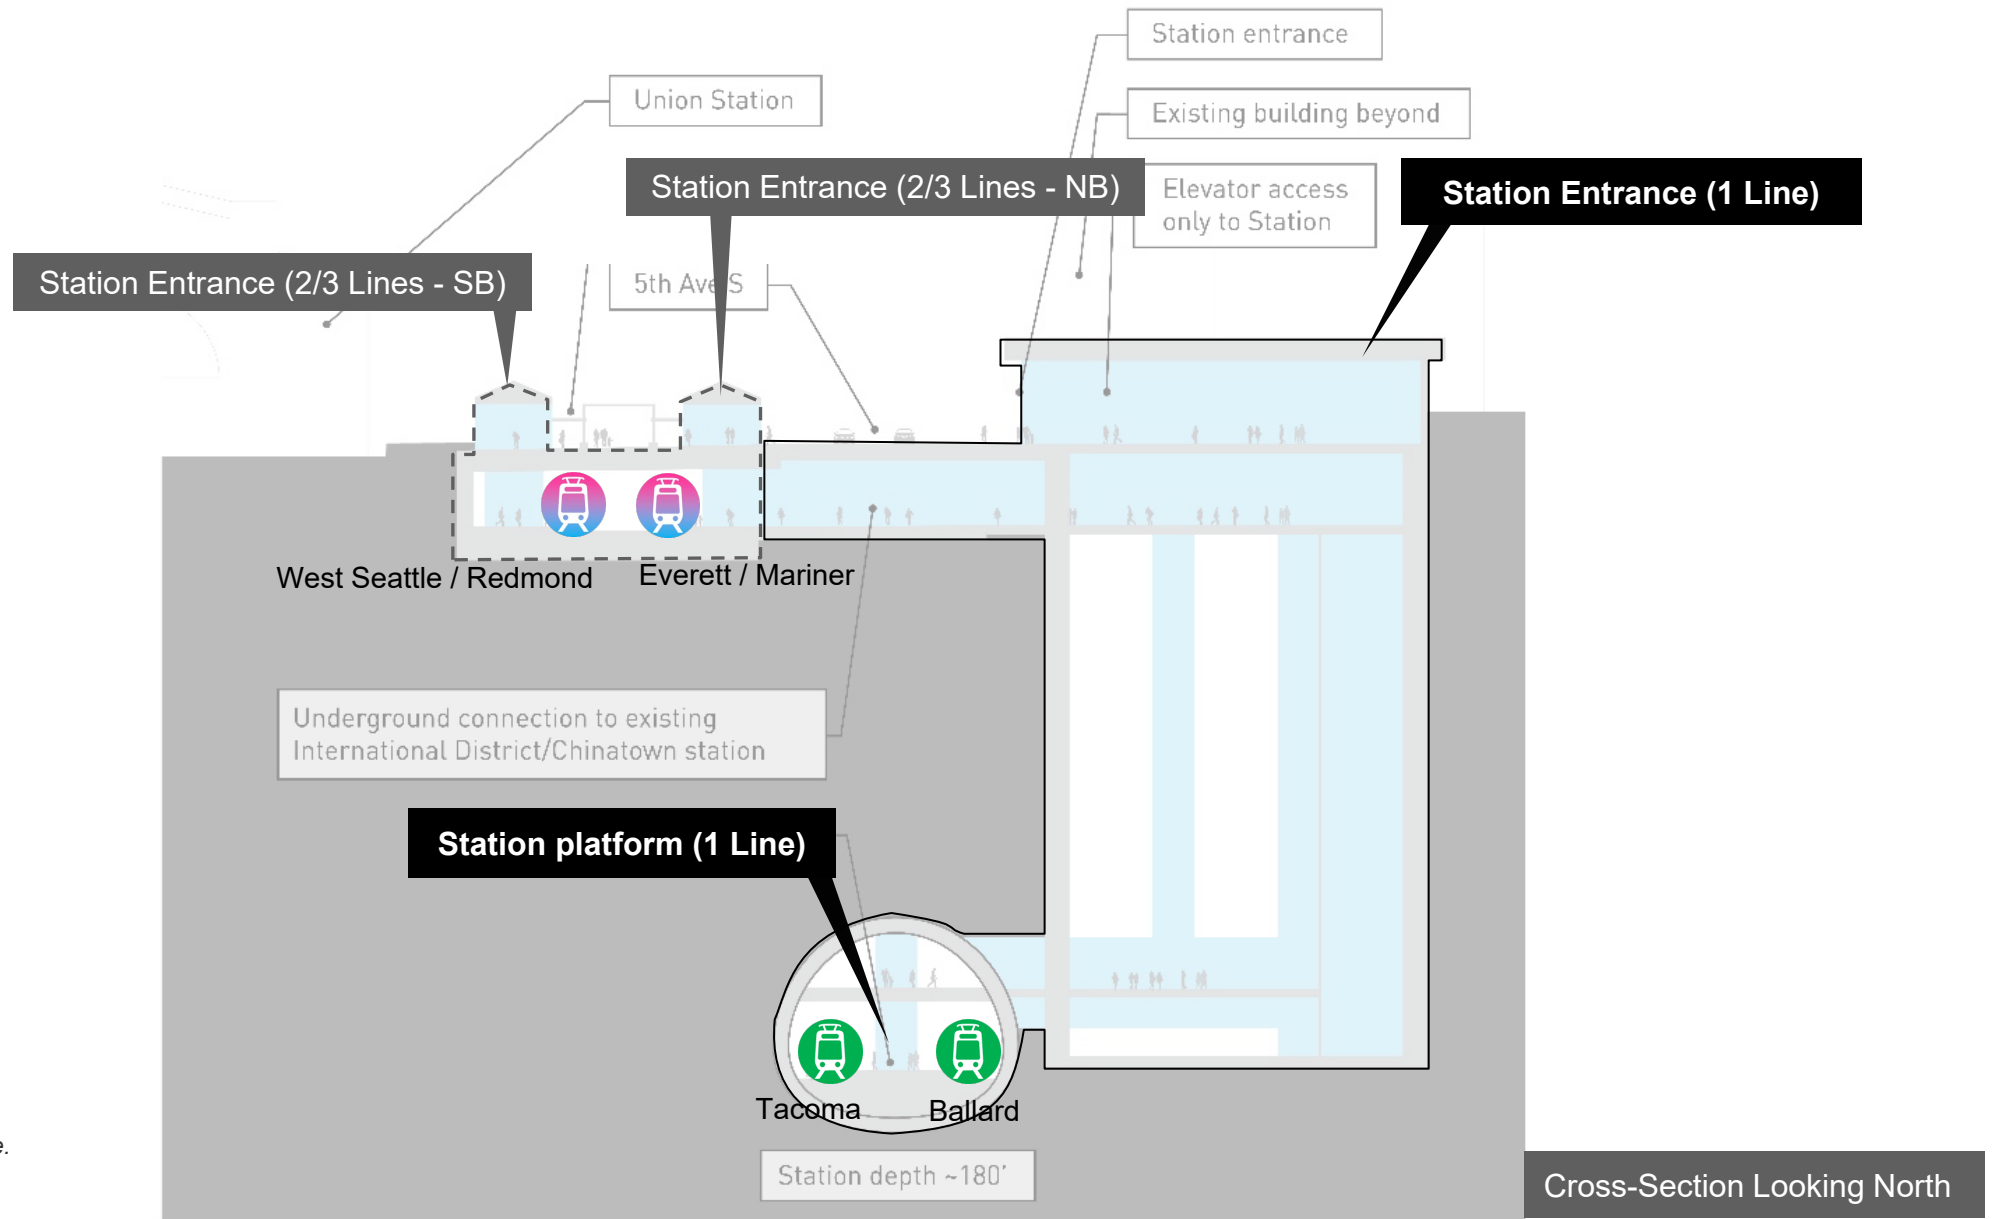 Station entrance
Union Station
Existing building beyond
Station Entrance (2/3 Lines - NB)
Elevator access
only to Station
Station Entrance (1 Line)
Station Entrance (2/3 Lines - SB)
5th Ave S
West Seattle / Redmond
Everett / Mariner
Underground connection to existing
International District/Chinatown station
Station platform (1 Line)
Tacoma
Ballard
e.
Station depth ~180'
Cross-Section Looking North